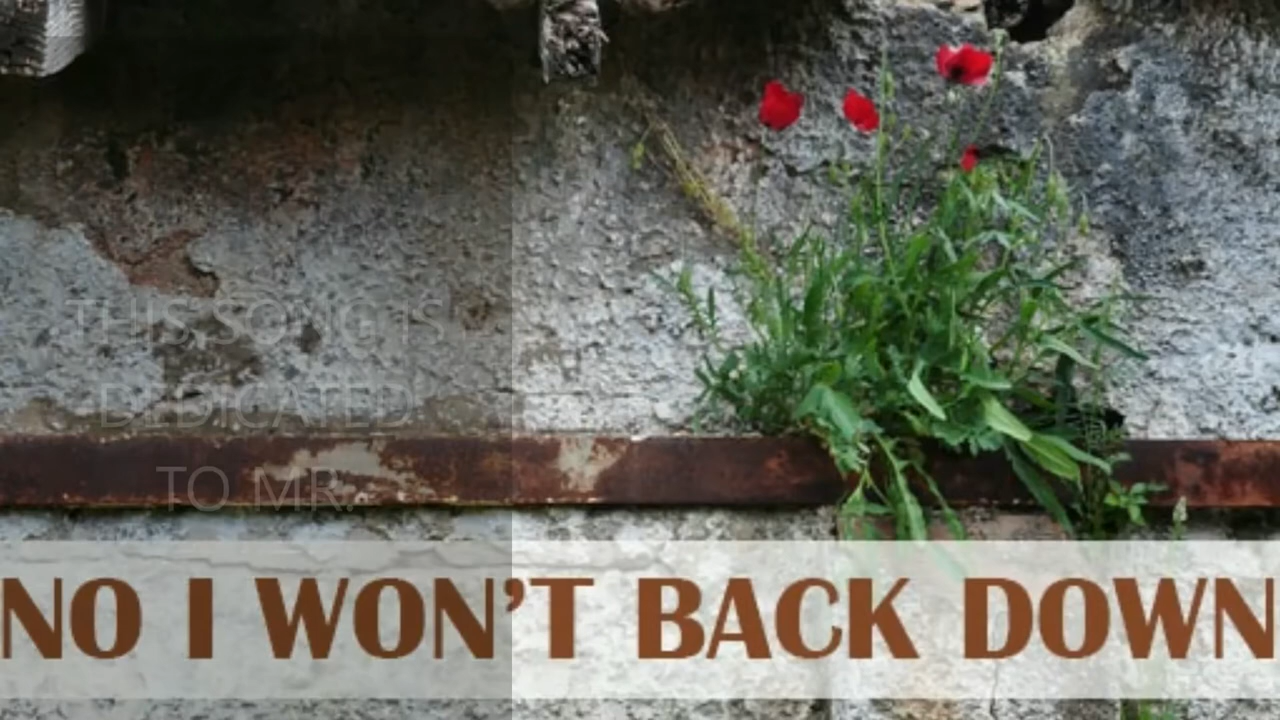 THIS SONG IS
DEDICATED
TO MR.
NO I WON'T BACK DOWN